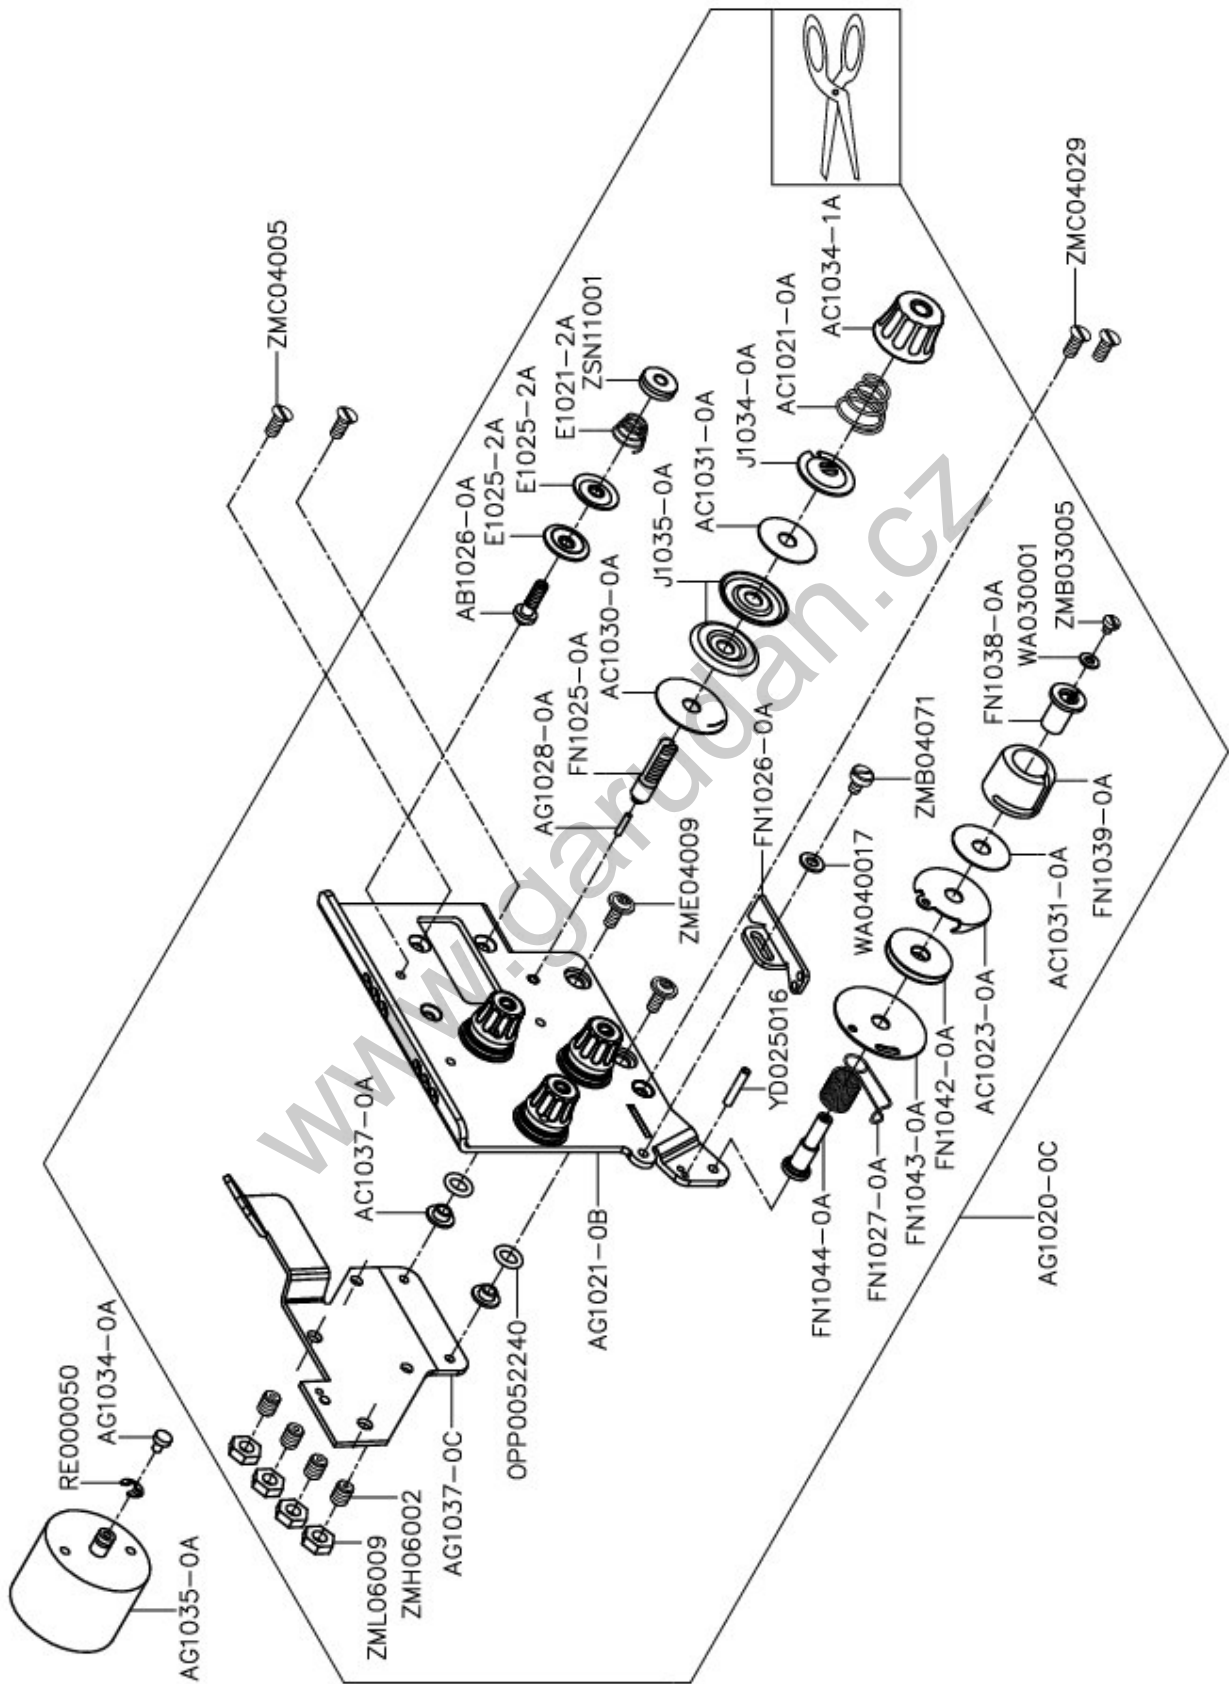 ZMC04005
ZMC04029
AC1034-1A
AC1021-0A
J1034-0A
AC1031-0A
J1035-0A
ZSN11001
E1021-2A
E1025-2A
E1025-2A
AB1026-0A
AC1030-0A
FN1025-0A
AG1028-0A
ZME04009
FN1026-0A
ZMB04071
WA040017
YD025016
ZMB03005
WA030001
FN1038-0A
FN1039-0A
AC1031-0A
AC1023-0A
FN1042-0A
FN1043-0A
FN1027-0A
FN1044-0A
AG1020-0C
AC1037-0A
AG1021-0B
OPP0052240
AG1037-0C
ZMH06002
ZML06009
AG1034-0A
RE000050
AG1035-0A
www.garudan.cz